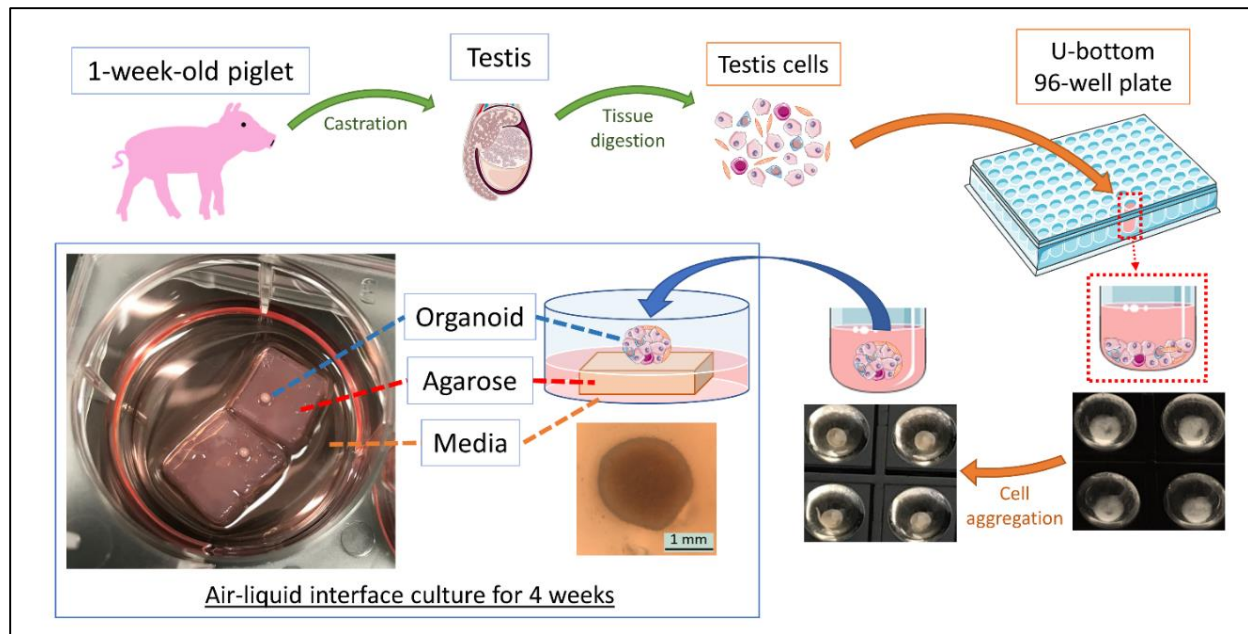 1-week-old piglet
Castration
Testis
Tissue
digestion
Testis cells
U-bottom
96-well plate
Organoid
Agarose
Media
1 mm
Cell
aggregation
Air-liquid interface culture for 4 weeks